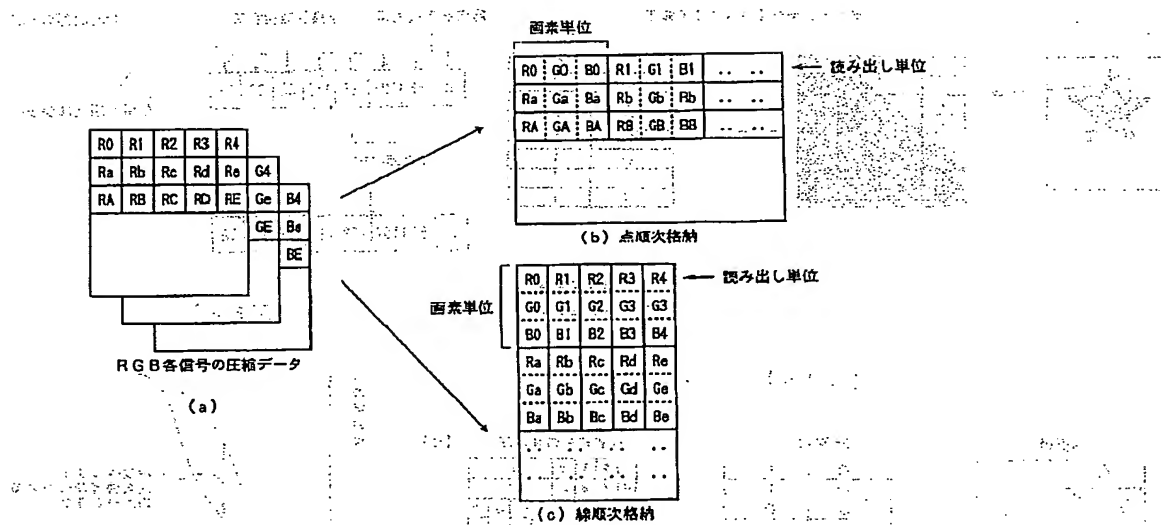 R0 R1 R2 R3 R4
Ra Rb Rc Rd Re G4
RA RB RC RD RE Ge B4
GE Be
BE
RGB各信号の圧縮データ
(a)
画素単位
R0 G0 B0 R1 G1 B1 .. ..
← 読み出し単位
Ra Ga Ba Rb Gb Bb .. ..
RA GA BA RB GB BB .. ..
(b) 点順次格納
画素単位
R0 R1 R2 R3 R4
← 読み出し単位
G0 G1 G2 G3 G3
B0 B1 B2 B3 B4
Ra Rb Rc Rd Re
Ga Gb Gc Gd Ge
Ba Bb Bc Bd Be
.. .. .. ..
.. .. .. ..
(c) 線順次格納